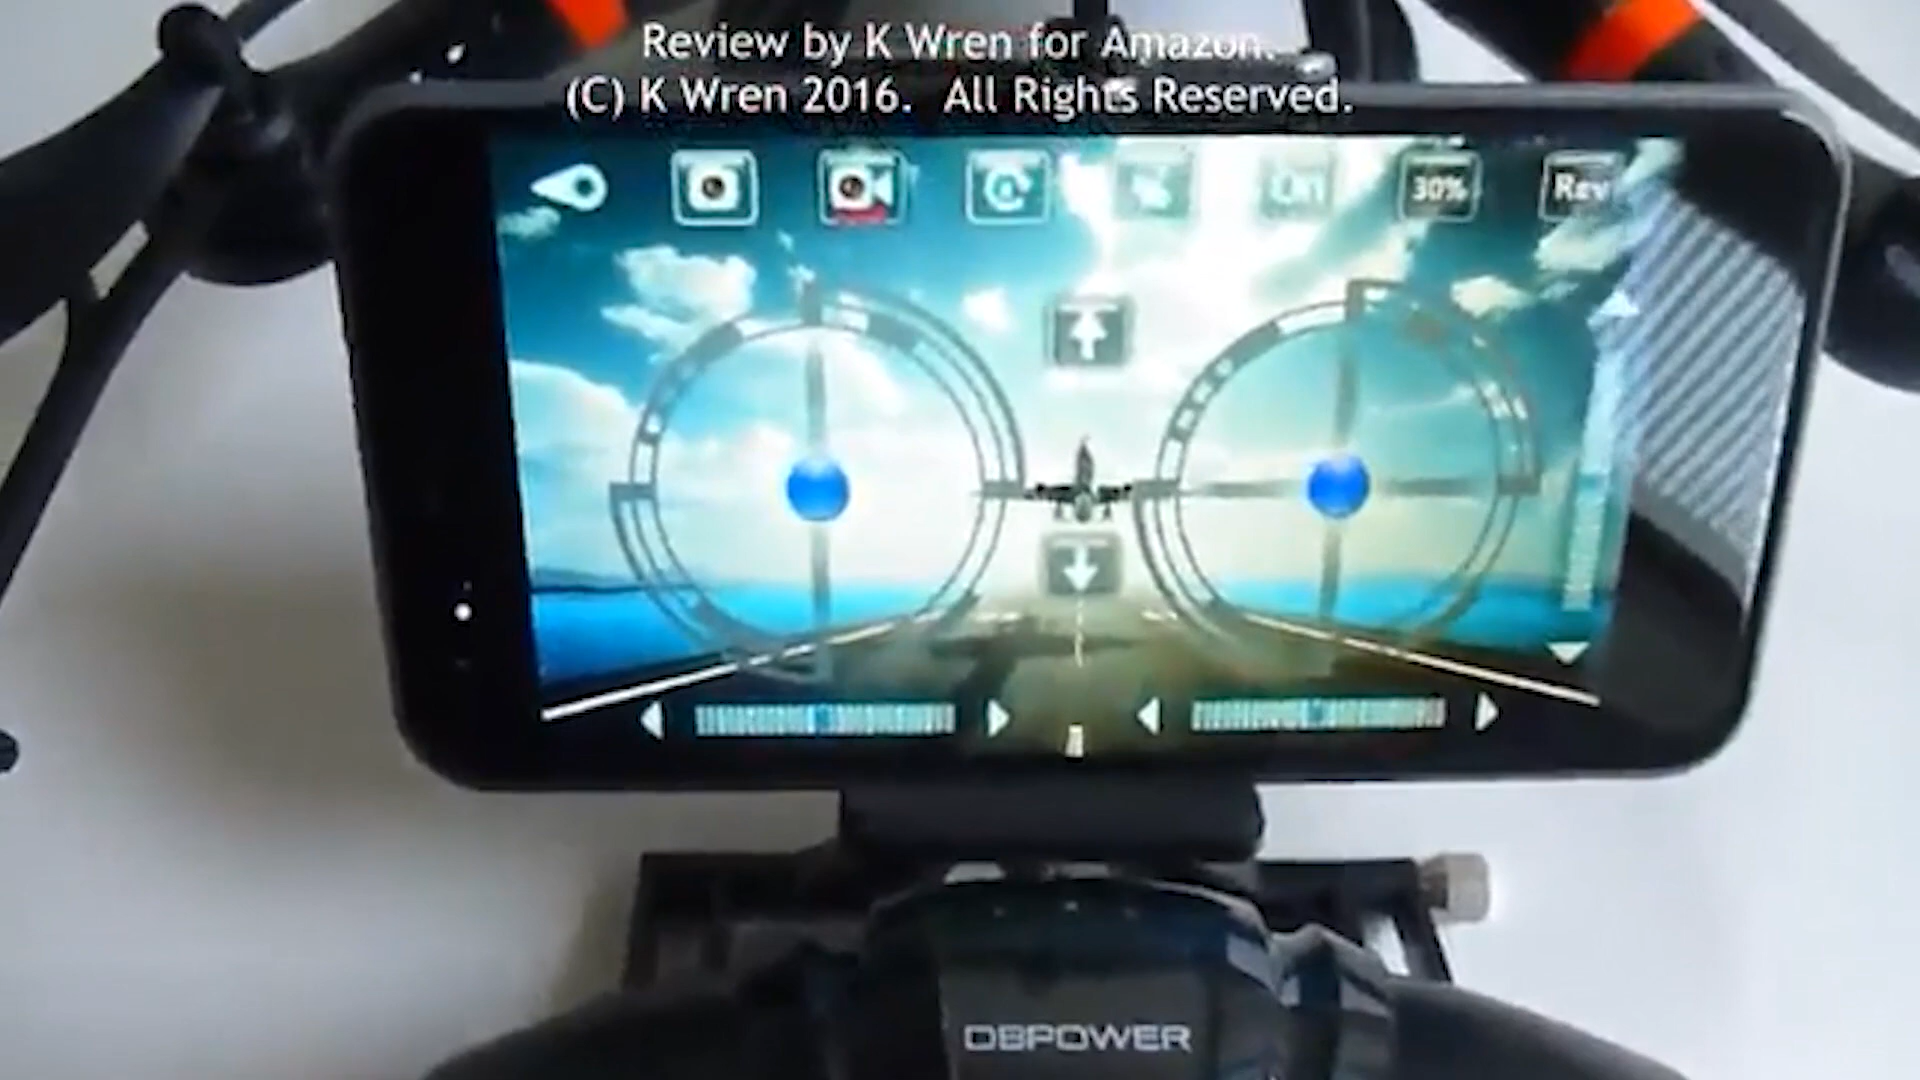 Review by K Wren for Amazon.
(C) K Wren 2016.  All Rights Reserved.
30%
Rev
DBPOWER